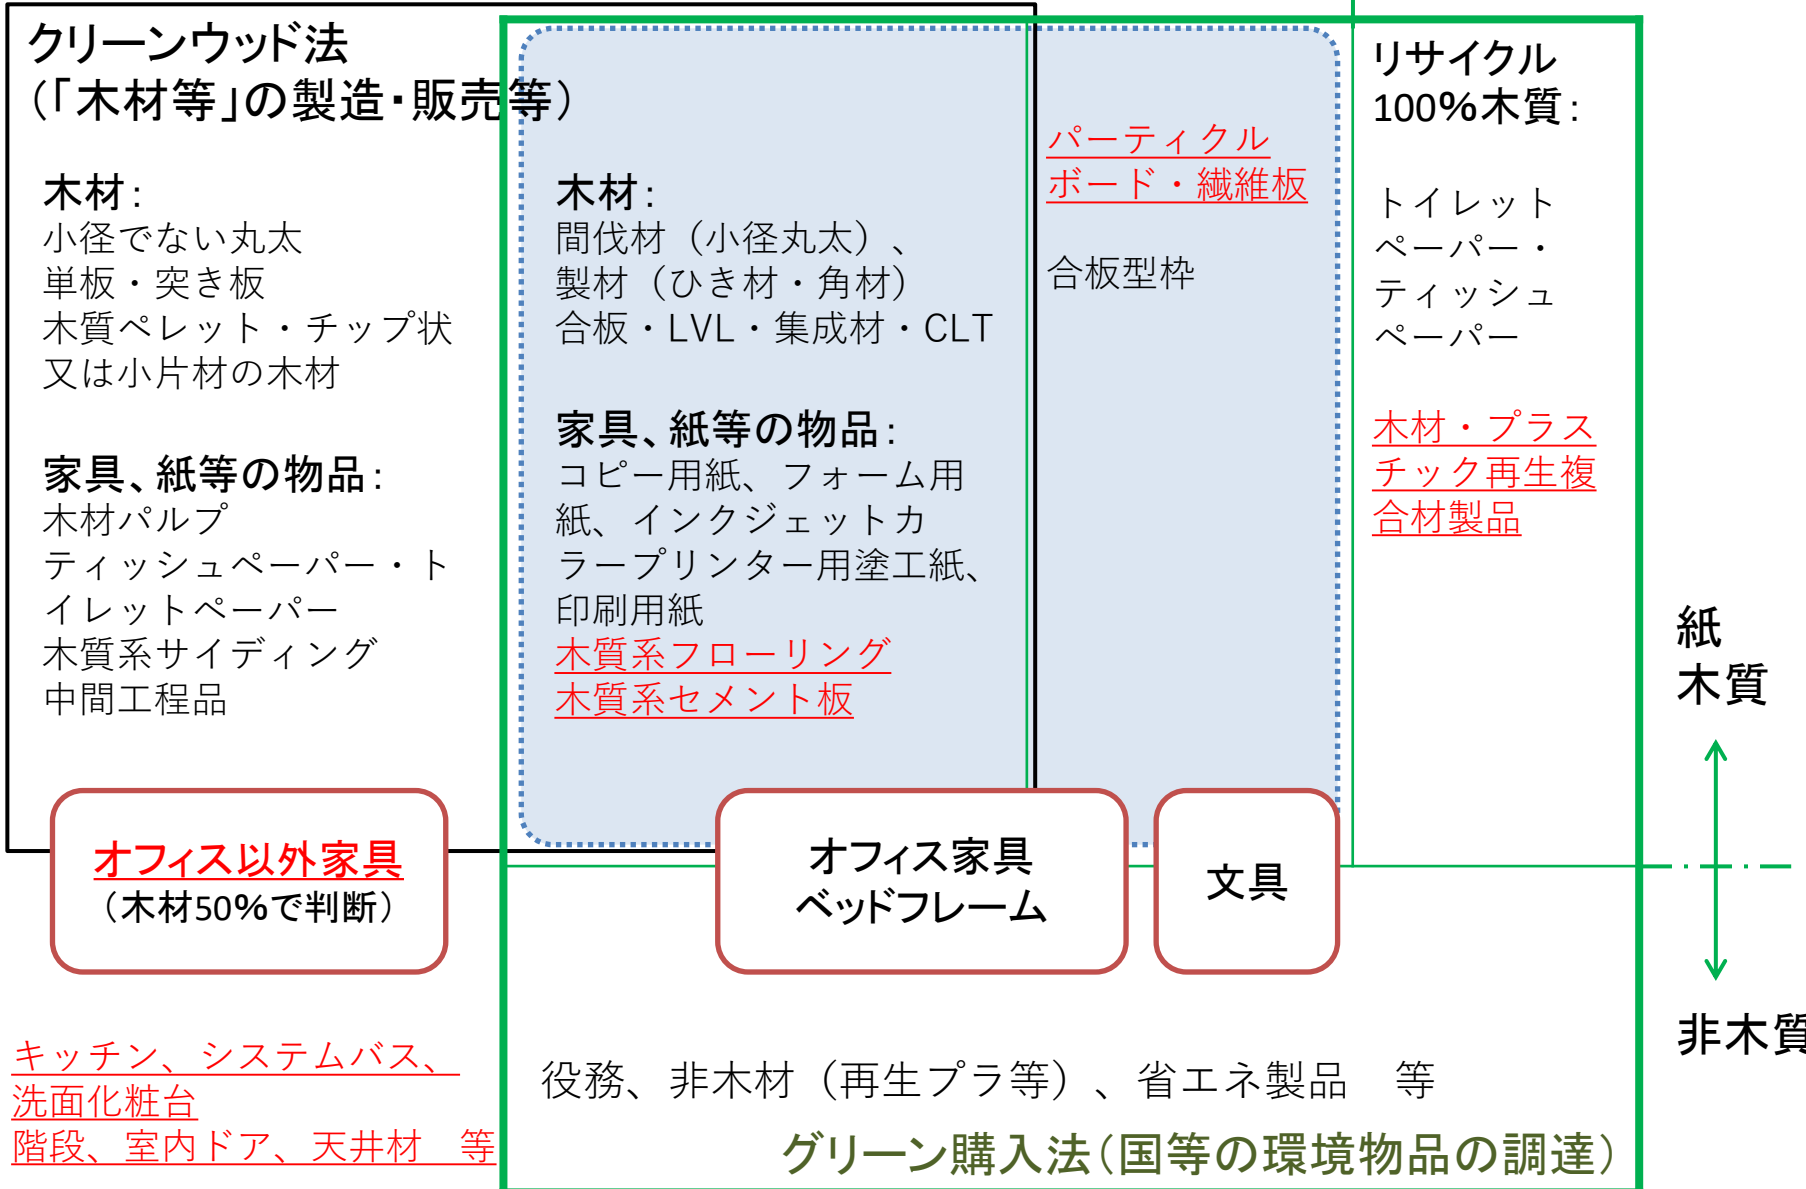 クリーンウッド法
(「木材等」の製造・販売等)
木材：
小径でない丸太
単板・突き板
木質ペレット・チップ状
又は小片材の木材
家具、紙等の物品：
木材パルプ
ティッシュペーパー・ト
イレットペーパー
木質系サイディング
中間工程品
オフィス以外家具
（木材50%で判断）
キッチン、システムバス、
洗面化粧台
階段、室内ドア、天井材　等
木材：
間伐材（小径丸太）、
製材（ひき材・角材）
合板・LVL・集成材・CLT
家具、紙等の物品：
コピー用紙、フォーム用
紙、インクジェットカ
ラープリンター用塗工紙、
印刷用紙
木質系フローリング
木質系セメント板
パーティクル
ボード・繊維板
合板型枠
オフィス家具
ベッドフレーム
文具
リサイクル
100%木質：
トイレット
ペーパー・
ティッシュ
ペーパー
木材・プラス
チック再生複
合材製品
役務、非木材（再生プラ等）、省エネ製品　等
グリーン購入法(国等の環境物品の調達)
紙
木質
非木質